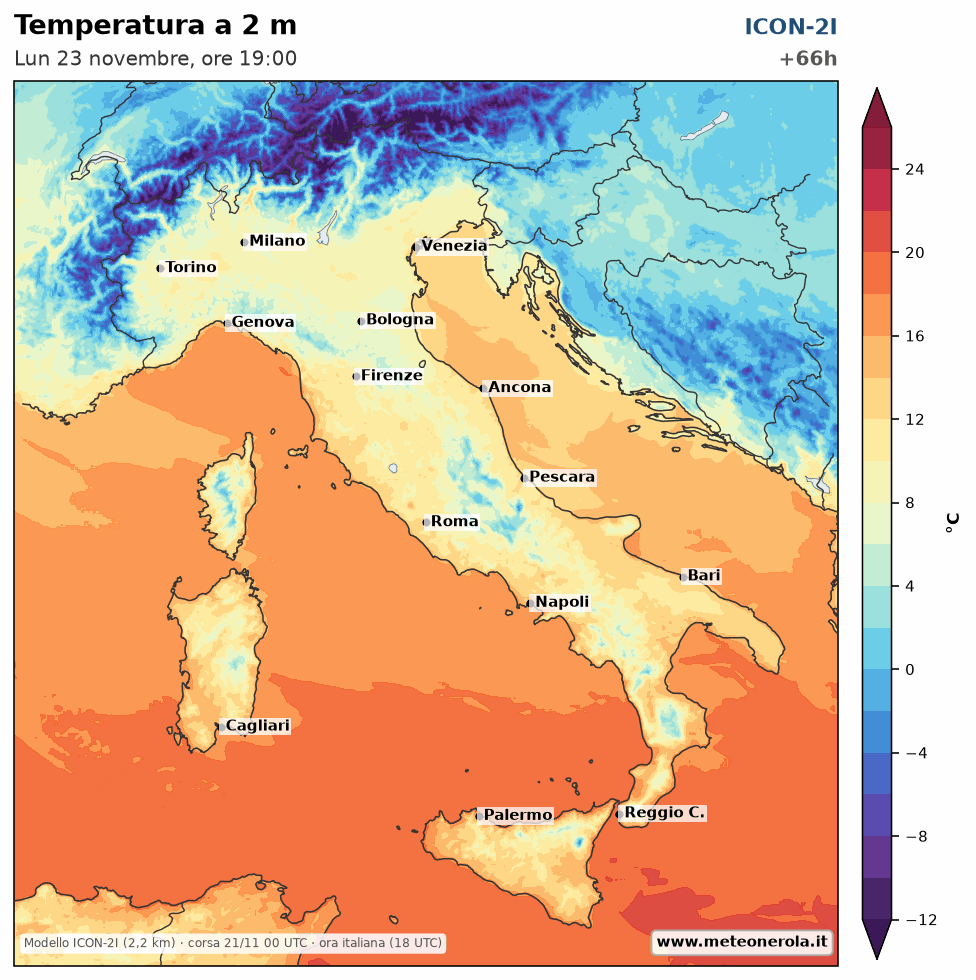 Temperatura a 2 m
ICON-2I
Lun 23 novembre, ore 19:00
+66h
Milano
Venezia
Torino
Genova
Bologna
Firenze
Ancona
Pescara
Roma
Bari
Napoli
Cagliari
Palermo
Reggio C.
24
20
16
12
8
4
0
−4
−8
−12
°C
Modello ICON-2I (2,2 km) · corsa 21/11 00 UTC · ora italiana (18 UTC)
www.meteonerola.it